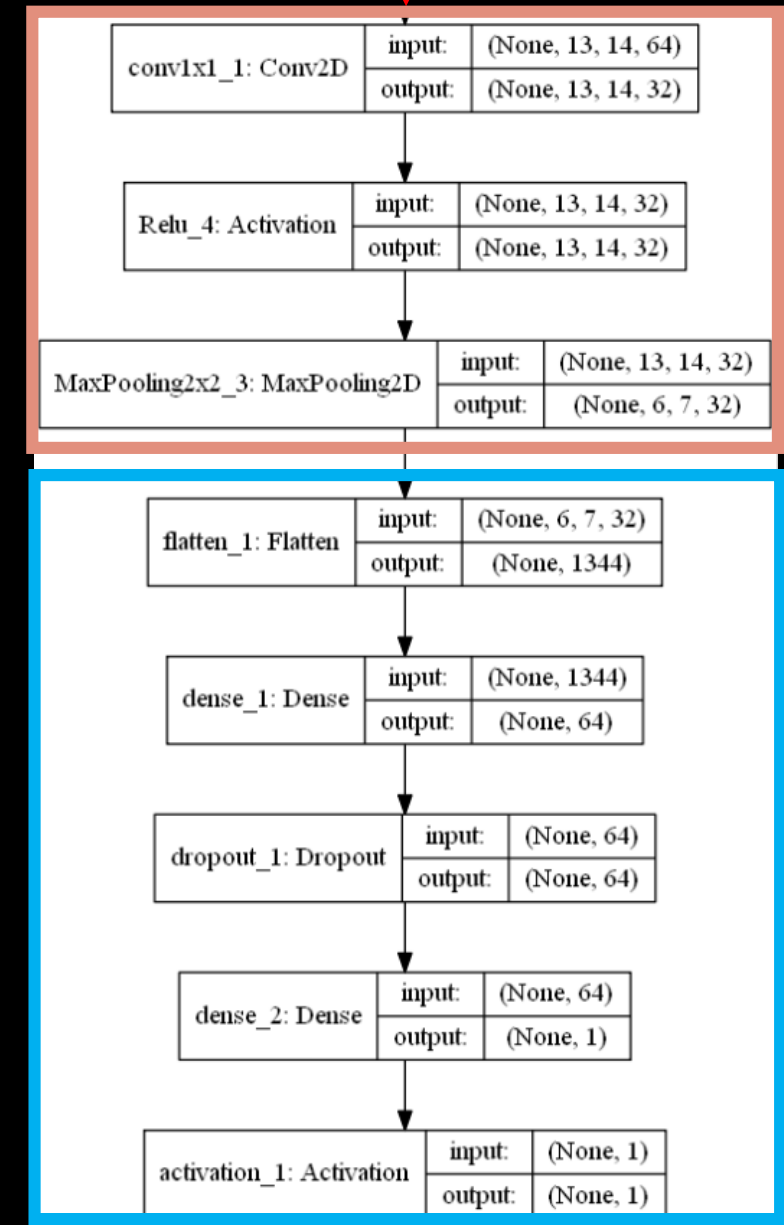 conv1x1_1: Conv2D
input: (None, 13, 14, 64)
output: (None, 13, 14, 32)
Relu_4: Activation
input: (None, 13, 14, 32)
output: (None, 13, 14, 32)
MaxPooling2x2_3: MaxPooling2D
input: (None, 13, 14, 32)
output: (None, 6, 7, 32)
flatten_1: Flatten
input: (None, 6, 7, 32)
output: (None, 1344)
dense_1: Dense
input: (None, 1344)
output: (None, 64)
dropout_1: Dropout
input: (None, 64)
output: (None, 64)
dense_2: Dense
input: (None, 64)
output: (None, 1)
activation_1: Activation
input: (None, 1)
output: (None, 1)